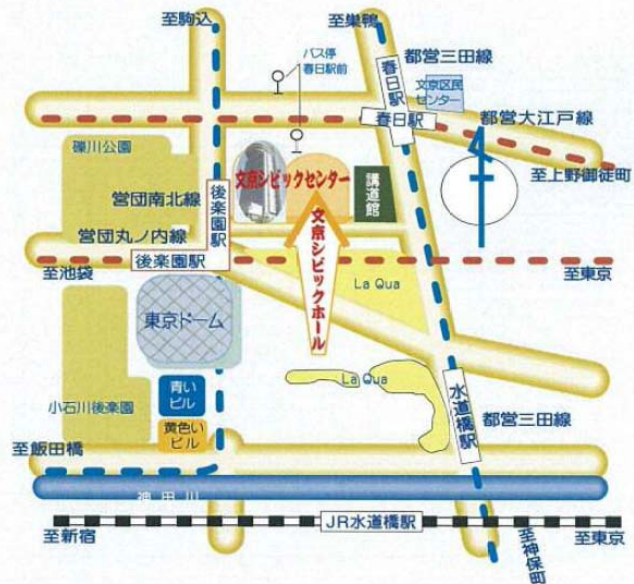 至駒込
至巣鴨
バス停
春日駅前
都営三田線
春日駅
文京区民
センター
春日駅
都営大江戸線
礫川公園
文京シビックセンター
講道館
至上野御徒町
営団南北線
後楽園駅
営団丸ノ内線
後楽園駅
文京シビックホール
至池袋
至東京
La Qua
東京ドーム
La Qua
青い
ビル
小石川後楽園
水道橋駅
黄色い
ビル
都営三田線
至飯田橋
神田川
JR水道橋駅
至新宿
至神保町
至東京